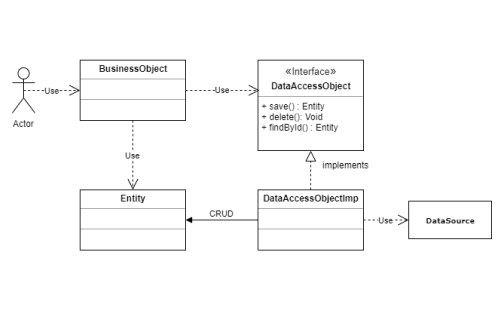 BusinessObject
«Interface»
DataAccessObject
+ save() : Entity
+ delete(): Void
+ findById() : Entity
Use
Use
Actor
Use
implements
Entity
DataAccessObjectImp
CRUD
Use
DataSource